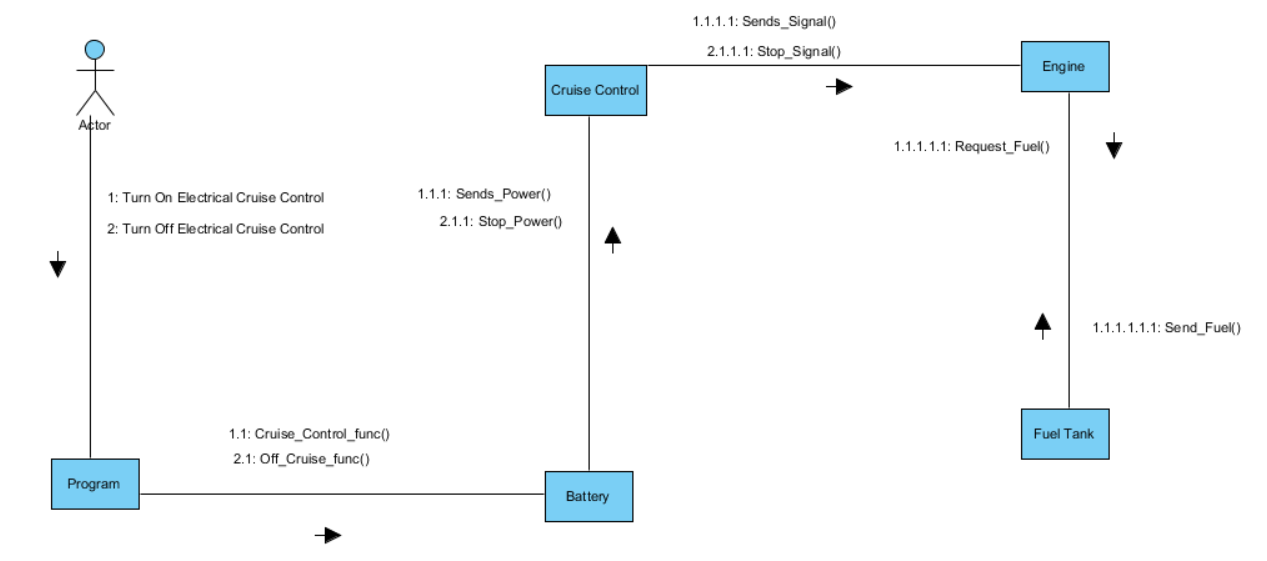 1.1.1.1: Sends_Signal()
2.1.1.1: Stop_Signal()
Engine
Cruise Control
Actor
1.1.1.1.1: Request_Fuel()
1: Turn On Electrical Cruise Control
2: Turn Off Electrical Cruise Control
1.1.1: Sends_Power()
2.1.1: Stop_Power()
1.1.1.1.1.1: Send_Fuel()
1.1: Cruise_Control_func()
2.1: Off_Cruise_func()
Fuel Tank
Program
Battery